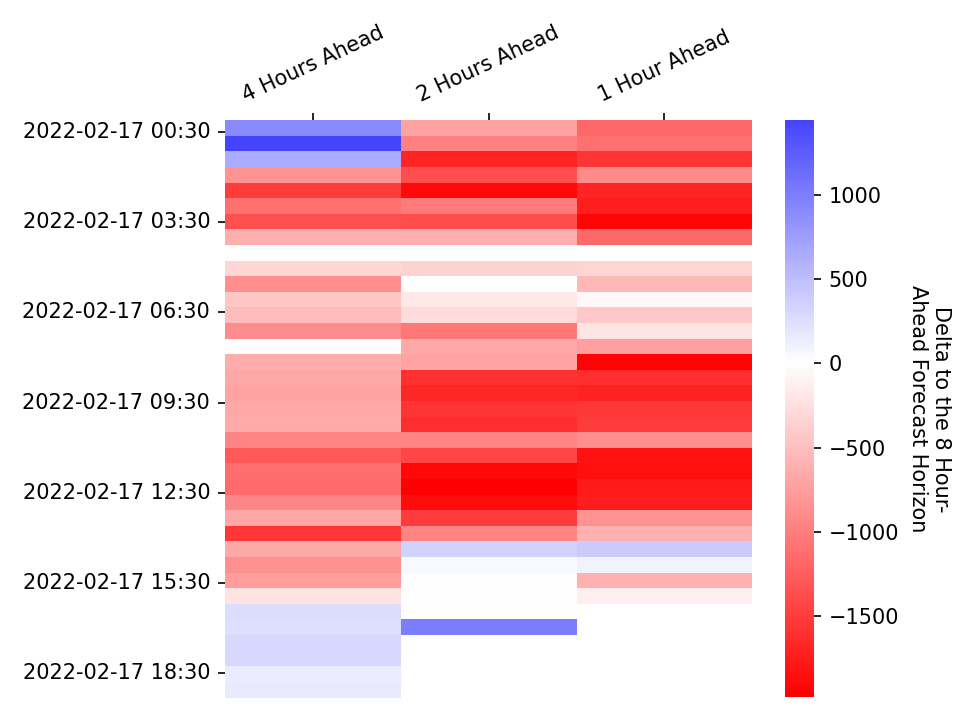 4 Hours Ahead
2 Hours Ahead
1 Hour Ahead
2022-02-17 00:30
2022-02-17 03:30
2022-02-17 06:30
2022-02-17 09:30
2022-02-17 12:30
2022-02-17 15:30
2022-02-17 18:30
1000
500
0
−500
−1000
−1500
Delta to the 8 Hour-
Ahead Forecast Horizon